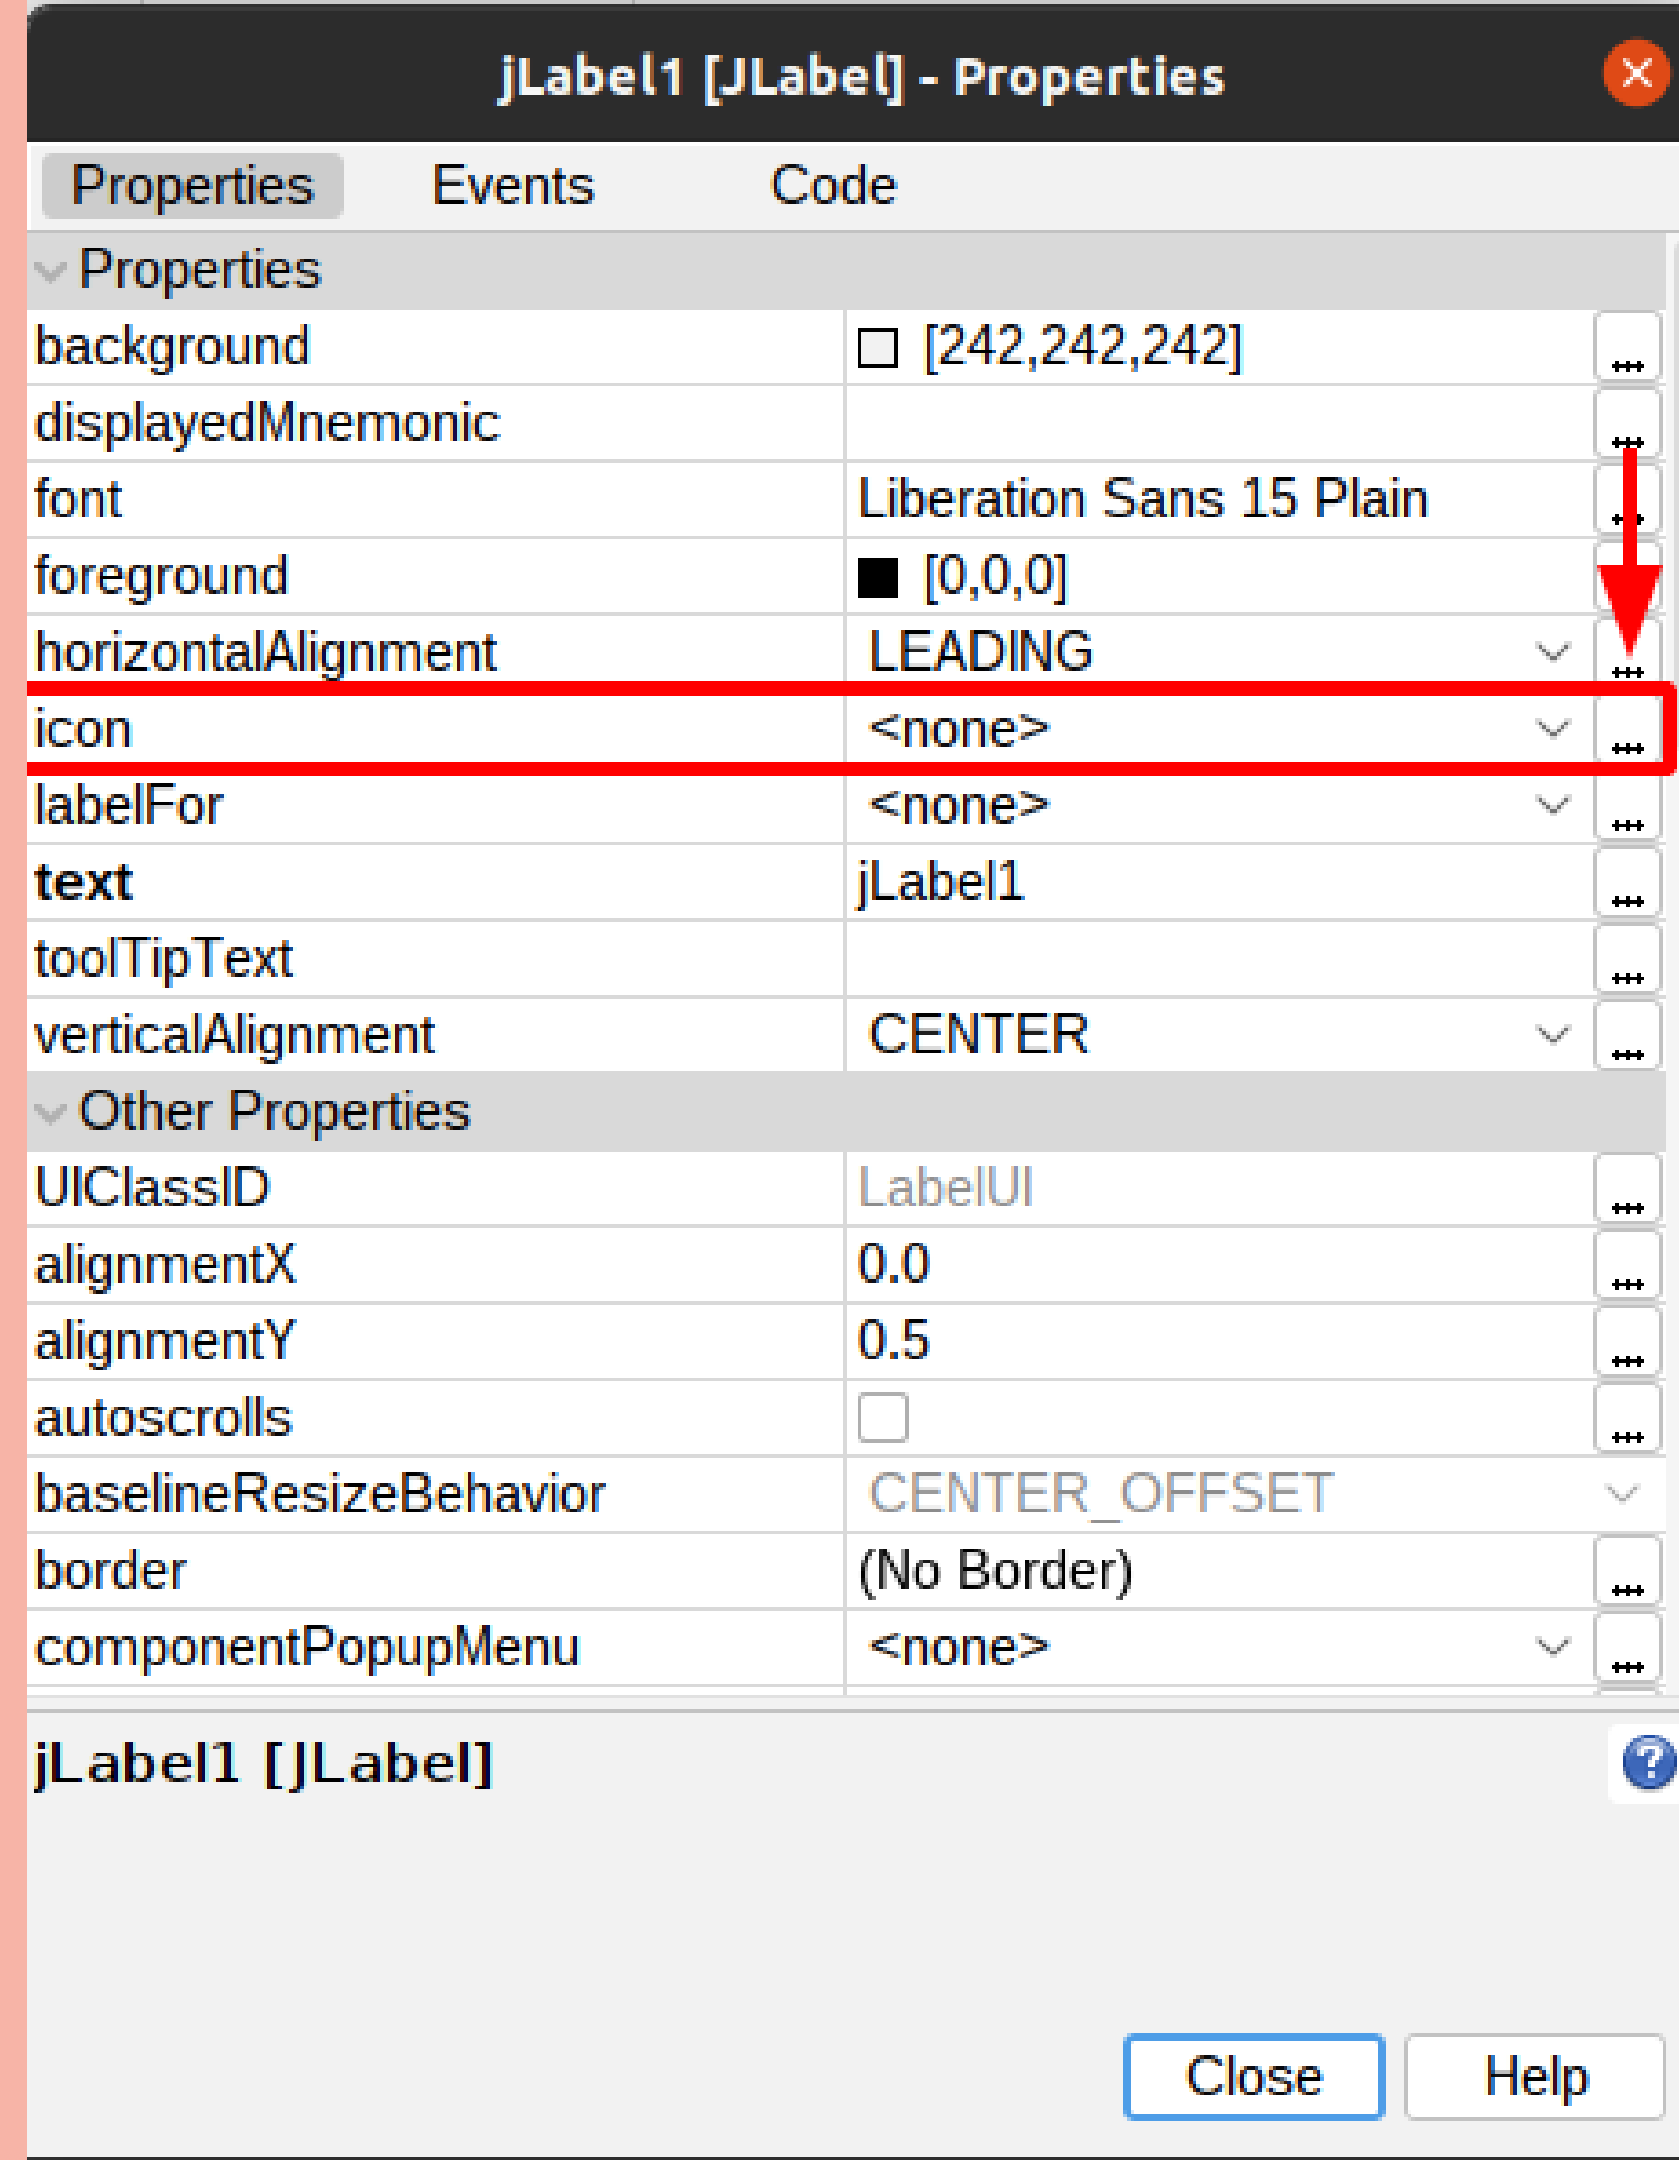 jLabel1 [JLabel] - Properties
Properties Events Code
Properties
background [242,242,242] ...
displayedMnemonic ...
font Liberation Sans 15 Plain ...
foreground [0,0,0]
horizontalAlignment LEADING ...
icon <none> ...
labelFor <none> ...
text jLabel1 ...
toolTipText ...
verticalAlignment CENTER ...
Other Properties
UIClassID LabelUI ...
alignmentX 0.0 ...
alignmentY 0.5 ...
autoscrolls ...
baselineResizeBehavior CENTER_OFFSET
border (No Border) ...
componentPopupMenu <none> ...
jLabel1 [JLabel] ?
Close Help